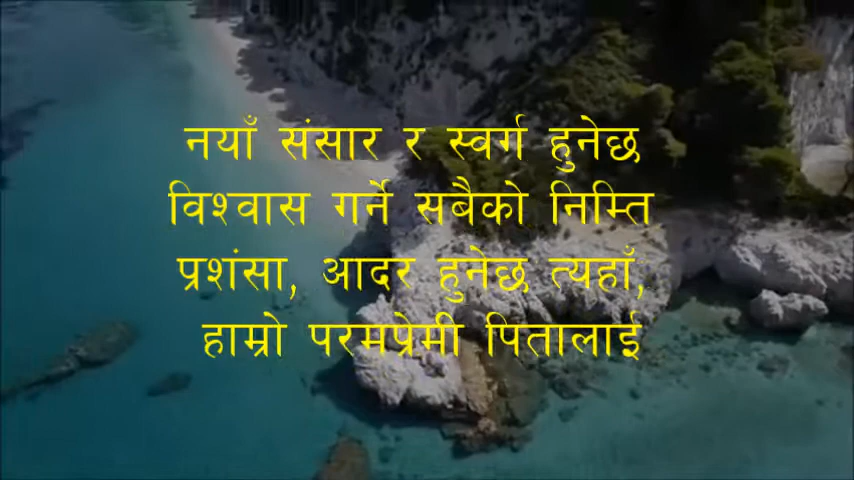 नयाँ संसार र स्वर्ग हुनेछ
विश्वास गर्ने सबैको निम्ति
प्रशंसा, आदर हुनेछ त्यहाँ,
हाम्रो परमप्रेमी पितालाई